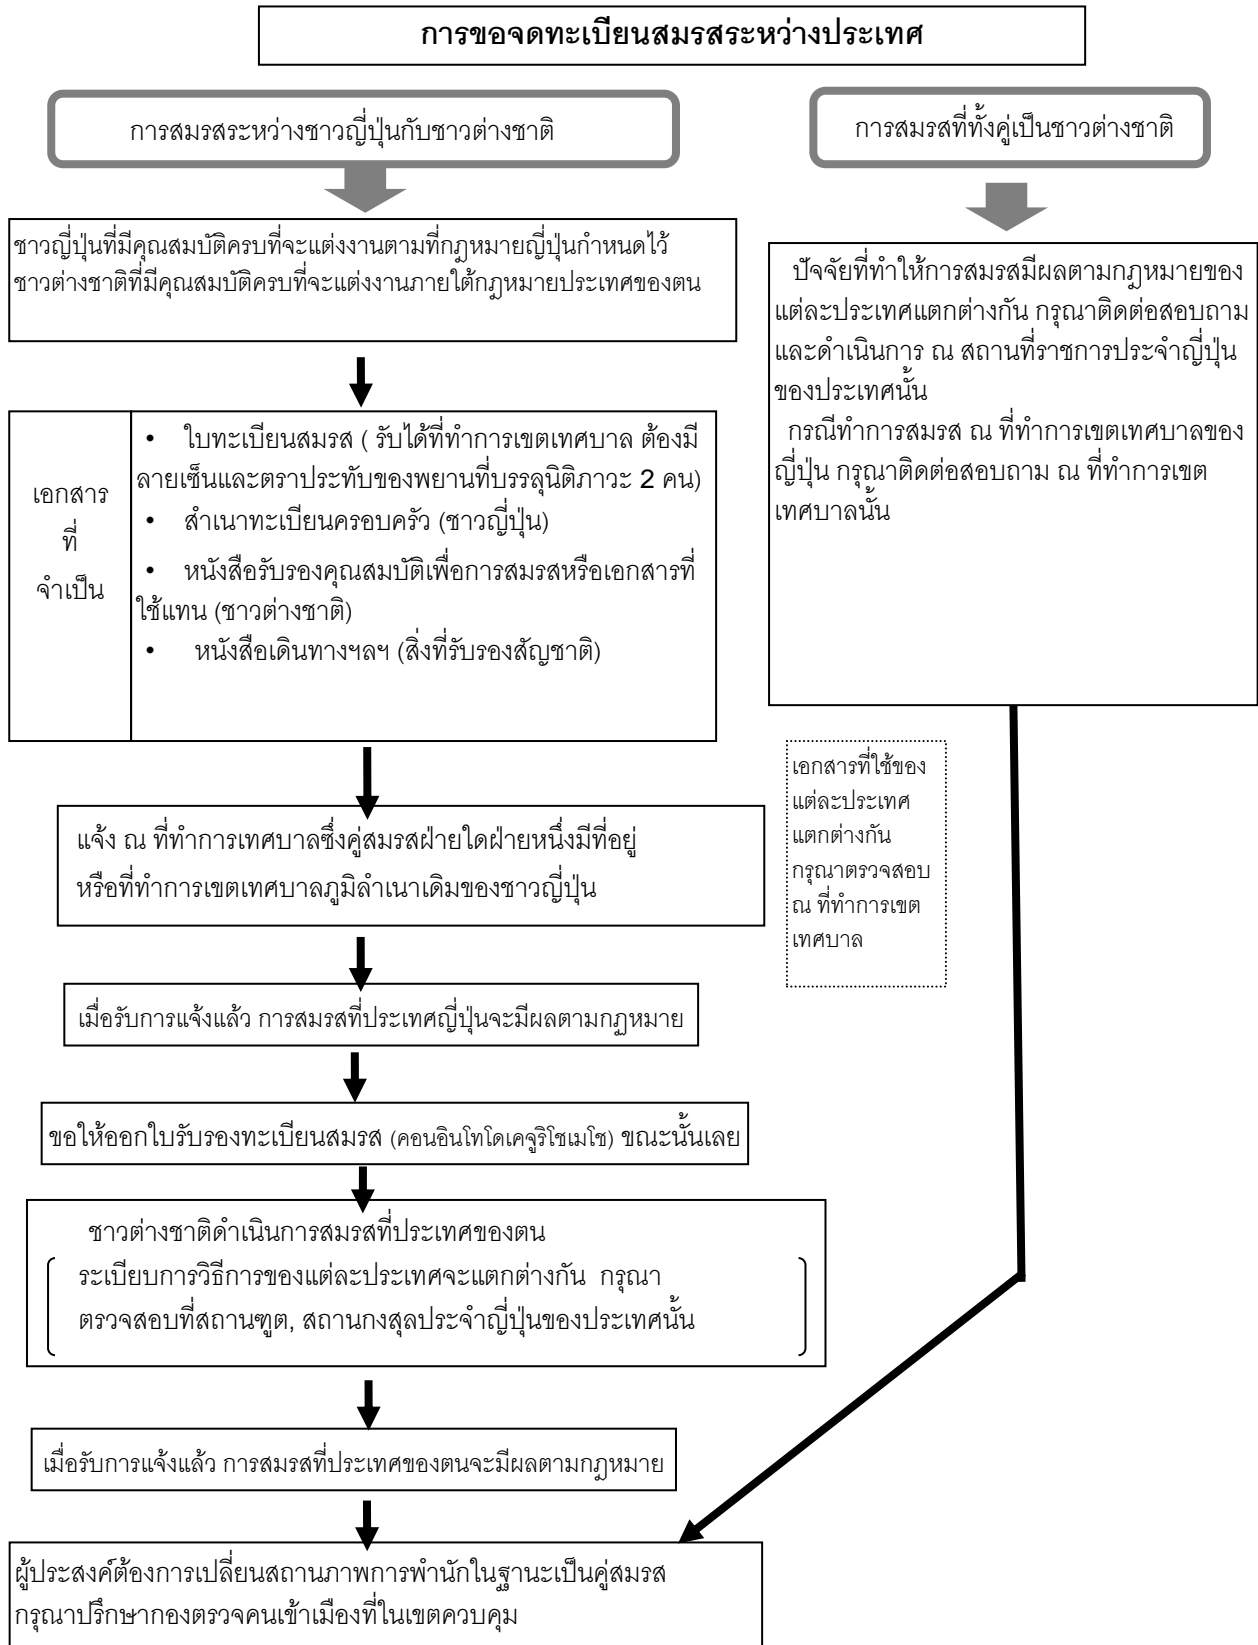 การขอจดทะเบียนสมรสระหว่างประเทศ
การสมรสระหว่างชาวญี่ปุ่นกับชาวต่างชาติ
ชาวญี่ปุ่นที่มีคุณสมบัติครบที่จะแต่งงานตามที่กฎหมายญี่ปุ่นกำหนดไว้
ชาวต่างชาติที่มีคุณสมบัติครบที่จะแต่งงานภายใต้กฎหมายประเทศของตน
เอกสาร
ที่
จำเป็น
• ใบทะเบียนสมรส ( รับได้ที่ทำการเขตเทศบาล ต้องมี
ลายเซ็นและตราประทับของพยานที่บรรลุนิติภาวะ 2 คน)
• สำเนาทะเบียนครอบครัว (ชาวญี่ปุ่น)
• หนังสือรับรองคุณสมบัติเพื่อการสมรสหรือเอกสารที่
ใช้แทน (ชาวต่างชาติ)
• หนังสือเดินทางฯลฯ (สิ่งที่รับรองสัญชาติ)
แจ้ง ณ ที่ทำการเทศบาลซึ่งคู่สมรสฝ่ายใดฝ่ายหนึ่งมีที่อยู่
หรือที่ทำการเขตเทศบาลภูมิลำเนาเดิมของชาวญี่ปุ่น
เมื่อรับการแจ้งแล้ว การสมรสที่ประเทศญี่ปุ่นจะมีผลตามกฏหมาย
ขอให้ออกใบรับรองทะเบียนสมรส (คอนอินโทโดเคจูริโชเมโช) ขณะนั้นเลย
ชาวต่างชาติดำเนินการสมรสที่ประเทศของตน
ระเบียบการวิธีการของแต่ละประเทศจะแตกต่างกัน กรุณา
ตรวจสอบที่สถานฑูต, สถานกงสุลประจำญี่ปุ่นของประเทศนั้น
เมื่อรับการแจ้งแล้ว การสมรสที่ประเทศของตนจะมีผลตามกฎหมาย
ผู้ประสงค์ต้องการเปลี่ยนสถานภาพการพำนักในฐานะเป็นคู่สมรส
กรุณาปรึกษากองตรวจคนเข้าเมืองที่ในเขตควบคุม
การสมรสที่ทั้งคู่เป็นชาวต่างชาติ
ปัจจัยที่ทำให้การสมรสมีผลตามกฎหมายของ
แต่ละประเทศแตกต่างกัน กรุณาติดต่อสอบถาม
และดำเนินการ ณ สถานที่ราชการประจำญี่ปุ่น
ของประเทศนั้น
กรณีทำการสมรส ณ ที่ทำการเขตเทศบาลของ
ญี่ปุ่น กรุณาติดต่อสอบถาม ณ ที่ทำการเขต
เทศบาลนั้น
เอกสารที่ใช้ของ
แต่ละประเทศ
แตกต่างกัน
กรุณาตรวจสอบ
ณ ที่ทำการเขต
เทศบาล